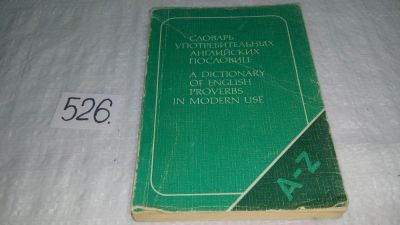 526.
СЛОВАРЬ
УПОТРЕБИТЕЛЬНЫХ
АНГЛИЙСКИХ
ПОСЛОВИЦ
A DICTIONARY
OF ENGLISH
PROVERBS
IN MODERN USE
A-Z